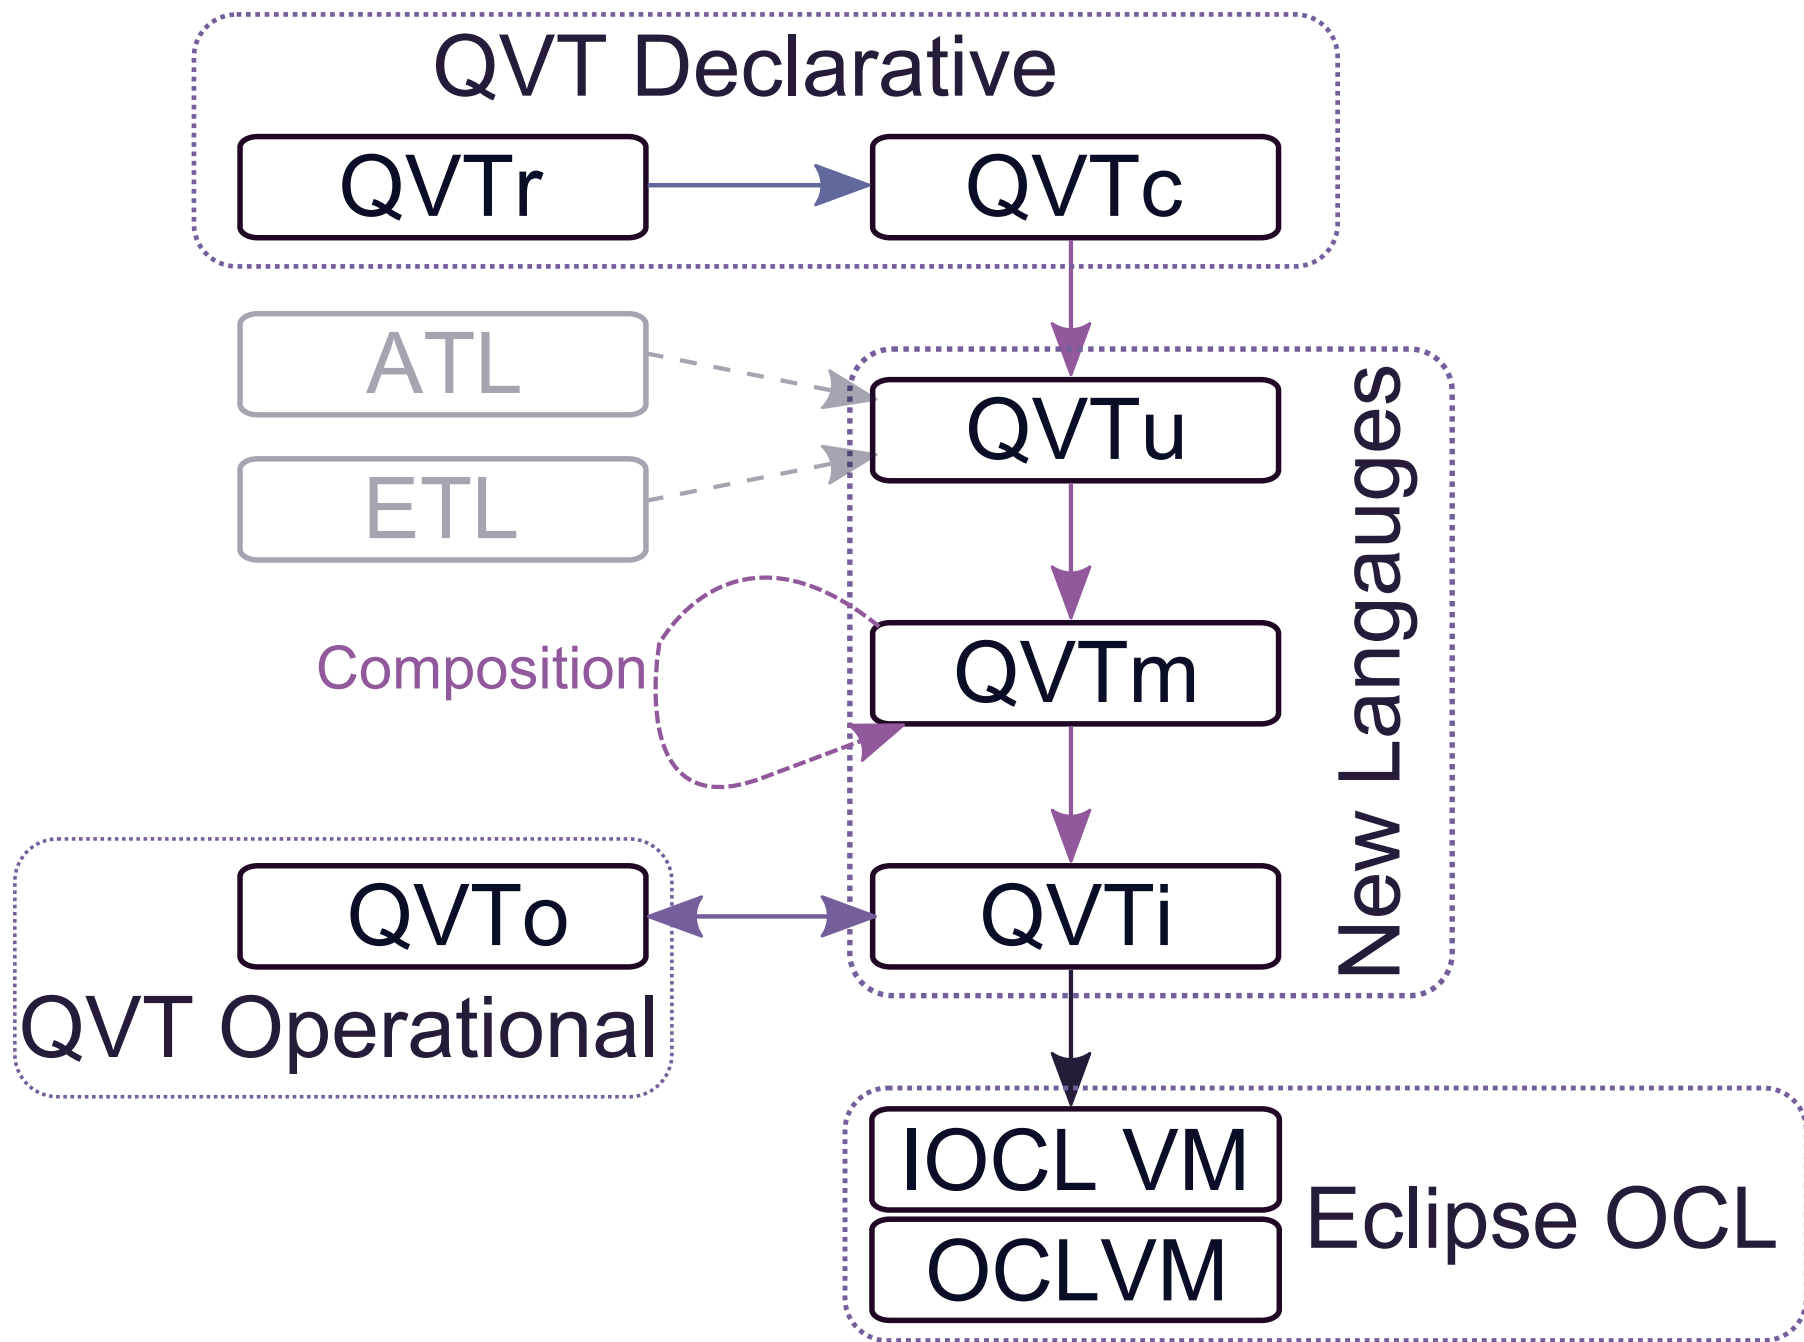 QVT Declarative
QVTr
QVTc
ATL
QVTu
ETL
New Langauges
Composition
QVTm
QVTo
QVTi
QVT Operational
IOCL VM
Eclipse OCL
OCLVM